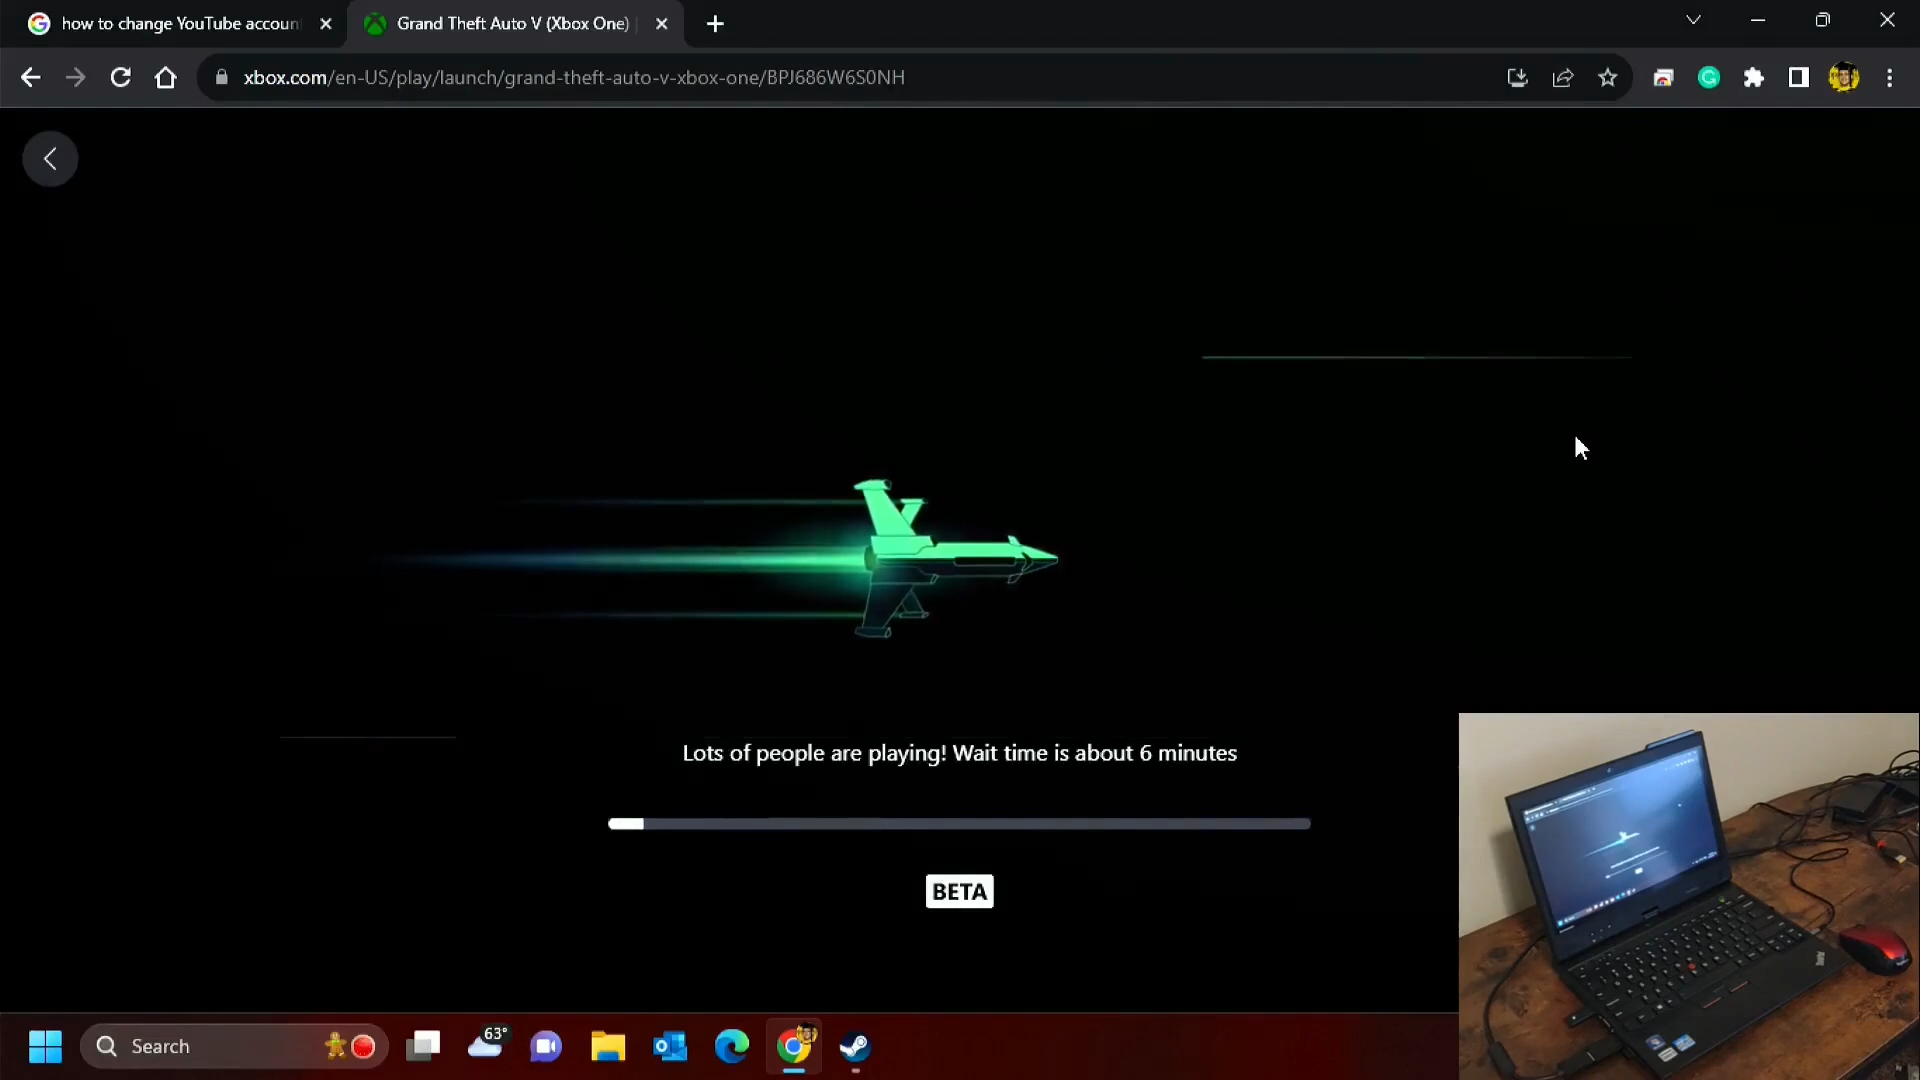 how to change YouTube accoun
Grand Theft Auto V (Xbox One)
xbox.com/en-US/play/launch/grand-theft-auto-v-xbox-one/BPJ686W6S0NH
Lots of people are playing! Wait time is about 6 minutes
BETA
Search
63°